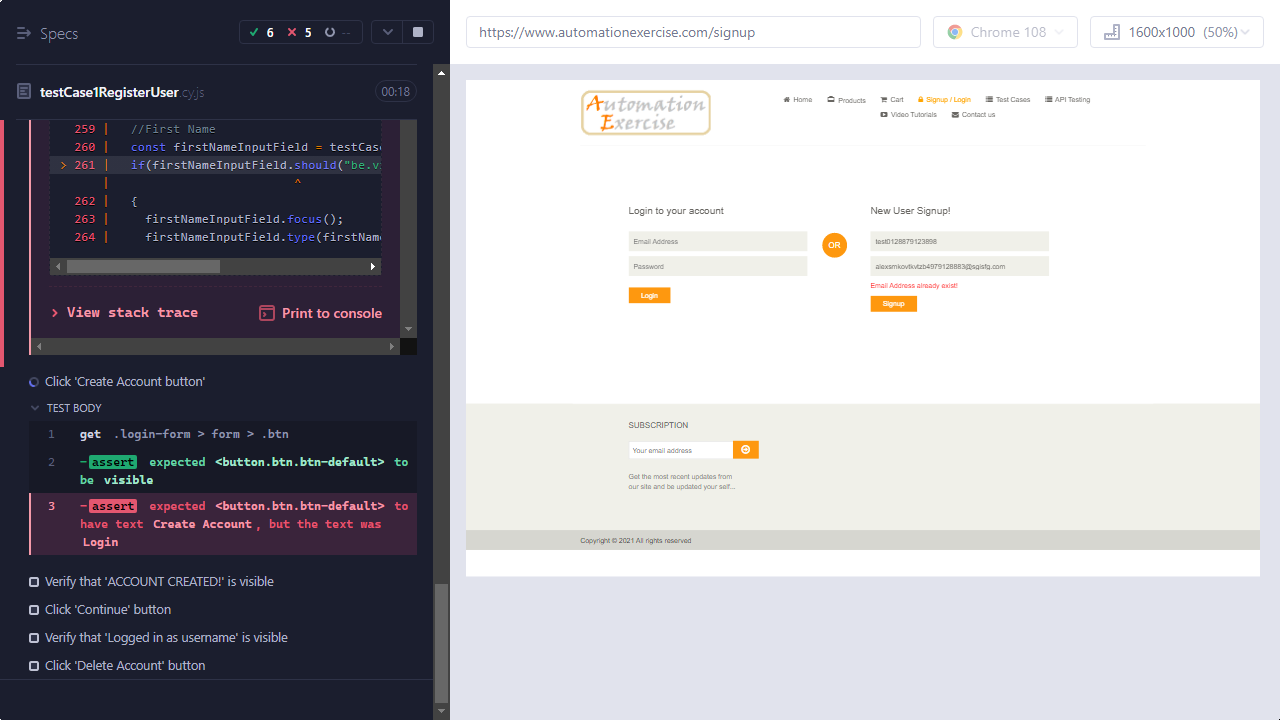 Specs
6 5 --
testCase1RegisterUser.cy.js 00:18
259 | //First Name
260 | const firstNameInputField = testCas
> 261 | if(firstNameInputField.should("be.vi
| ^
262 | {
263 | firstNameInputField.focus();
264 | firstNameInputField.type(firstName
> View stack trace
Print to console
Click 'Create Account button'
TEST BODY
1 get .login-form > form > .btn
2 -assert expected <button.btn.btn-default> to
be visible
3 -assert expected <button.btn.btn-default> to
have text Create Account, but the text was
Login
Verify that 'ACCOUNT CREATED!' is visible
Click 'Continue' button
Verify that 'Logged in as username' is visible
Click 'Delete Account' button
https://www.automationexercise.com/signup
Chrome 108
1600x1000 (50%)
Automation
Exercise
Home Products Cart Signup / Login Test Cases API Testing
Video Tutorials Contact us
Login to your account
Email Address
Password
Login
OR
New User Signup!
test0128879123898
alexsmkovtkvtzb4979128883@sgisfg.com
Email Address already exist!
Signup
SUBSCRIPTION
Your email address
Get the most recent updates from
our site and be updated your self...
Copyright © 2021 All rights reserved